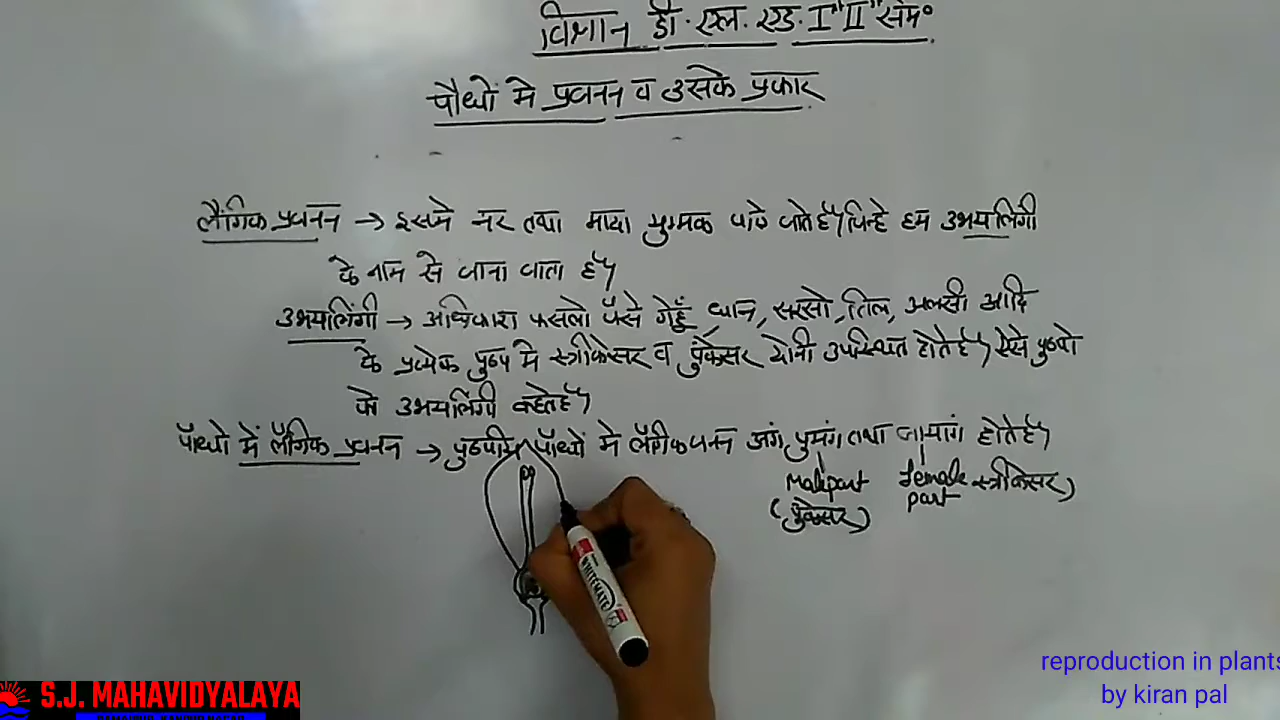 विज्ञान डी.एल.एड. I" II" सेम०
पौधो मे प्रजनन व उसके प्रकार
लैंगिक प्रजनन → इसमे नर तथा मादा युग्मक पाये जाते है। जिन्हे हम उभयलिंगी
के नाम से जाना जाता है।
उभयलिंगी → अधिकाश फसलो जैसे गेहूँ, धान, सरसो, तिल, अलसी आदि
के प्रत्येक पुष्प मे स्त्रीकेसर व पुंकेसर दोनो उपस्थित होते है। ऐसे पुष्पो
को उभयलिंगी कहते है।
पौधो में लैंगिक प्रजनन → पुष्पीय पौधों मे लैंगिक जनन अंग पुमंग तथा जायांग होते है।
Male part female स्त्रीकेसर)
(पुंकेसर) part
WHITEMATE
S.J. MAHAVIDYALAYA
reproduction in plants
by kiran pal